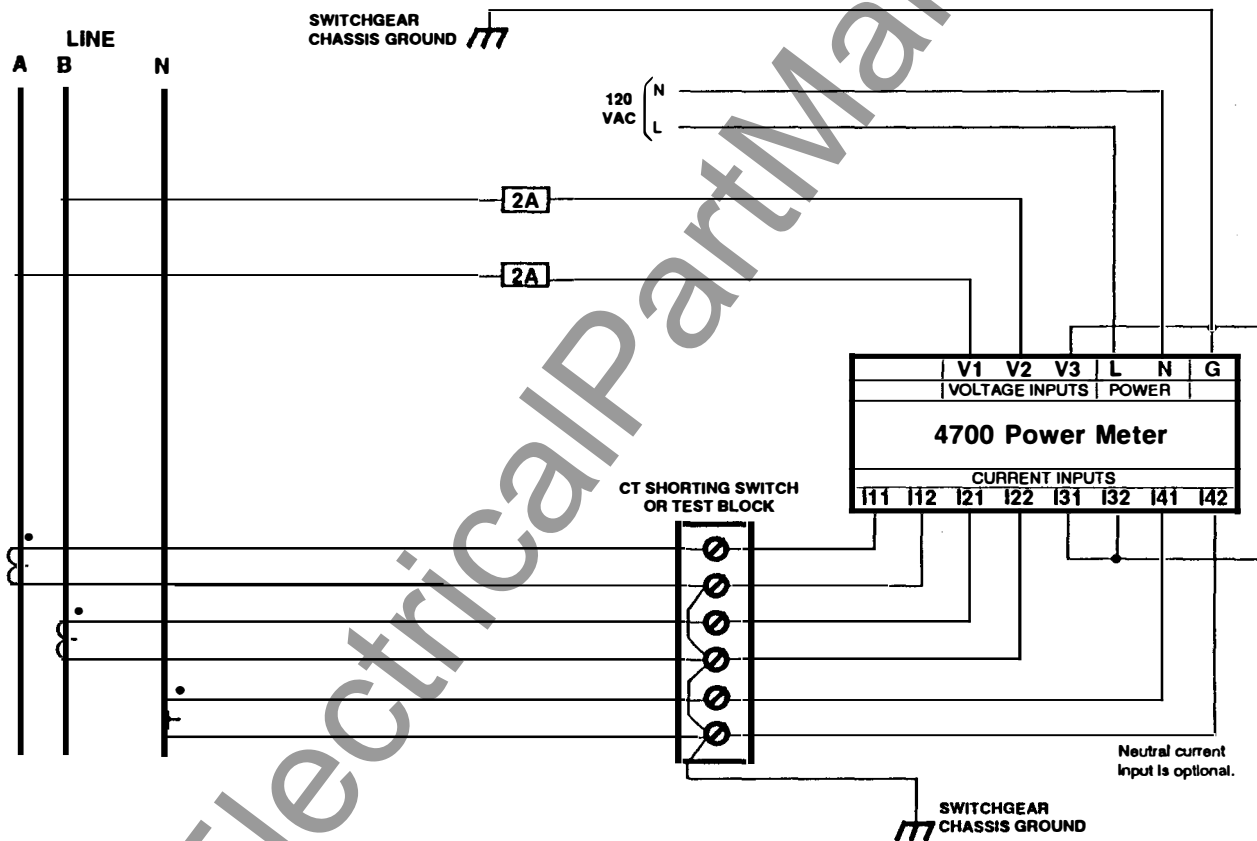 SWITCHGEAR
CHASSIS GROUND
LINE
A B N
120
VAC
N
L
2A
2A
V1 V2 V3 L N G
VOLTAGE INPUTS POWER
4700 Power Meter
CURRENT INPUTS
I11 I12 I21 I22 I31 I32 I41 I42
CT SHORTING SWITCH
OR TEST BLOCK
Neutral current
Input is optional.
SWITCHGEAR
CHASSIS GROUND
ElectricalPartMa